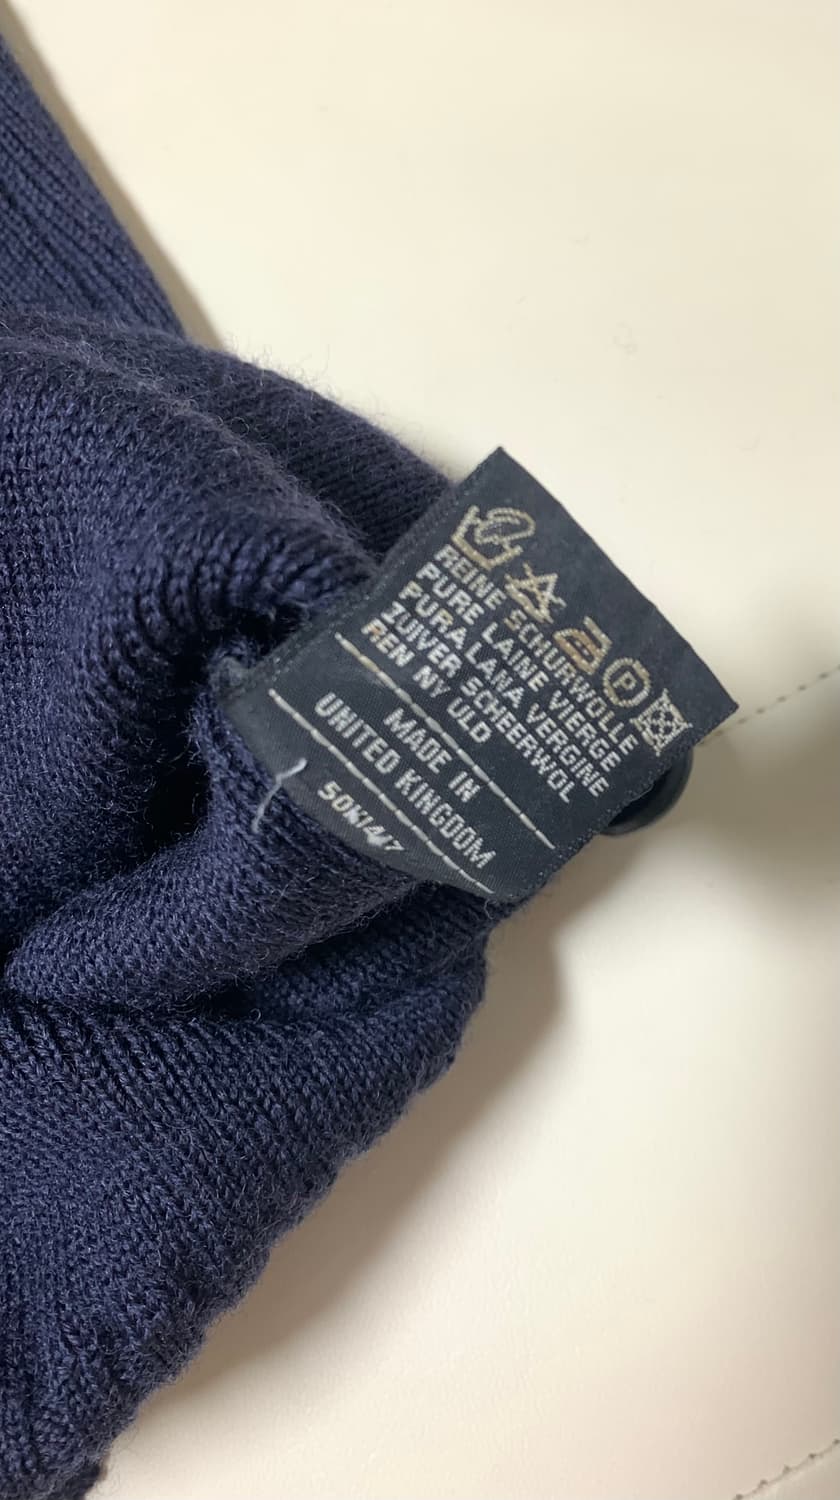 P
REINE SCHURWOLLE
PURE LAINE VIERGE
PURA LANA VERGINE
ZUIVER SCHEERWOL
REN NY ULD
MADE IN
UNITED KINGDOM